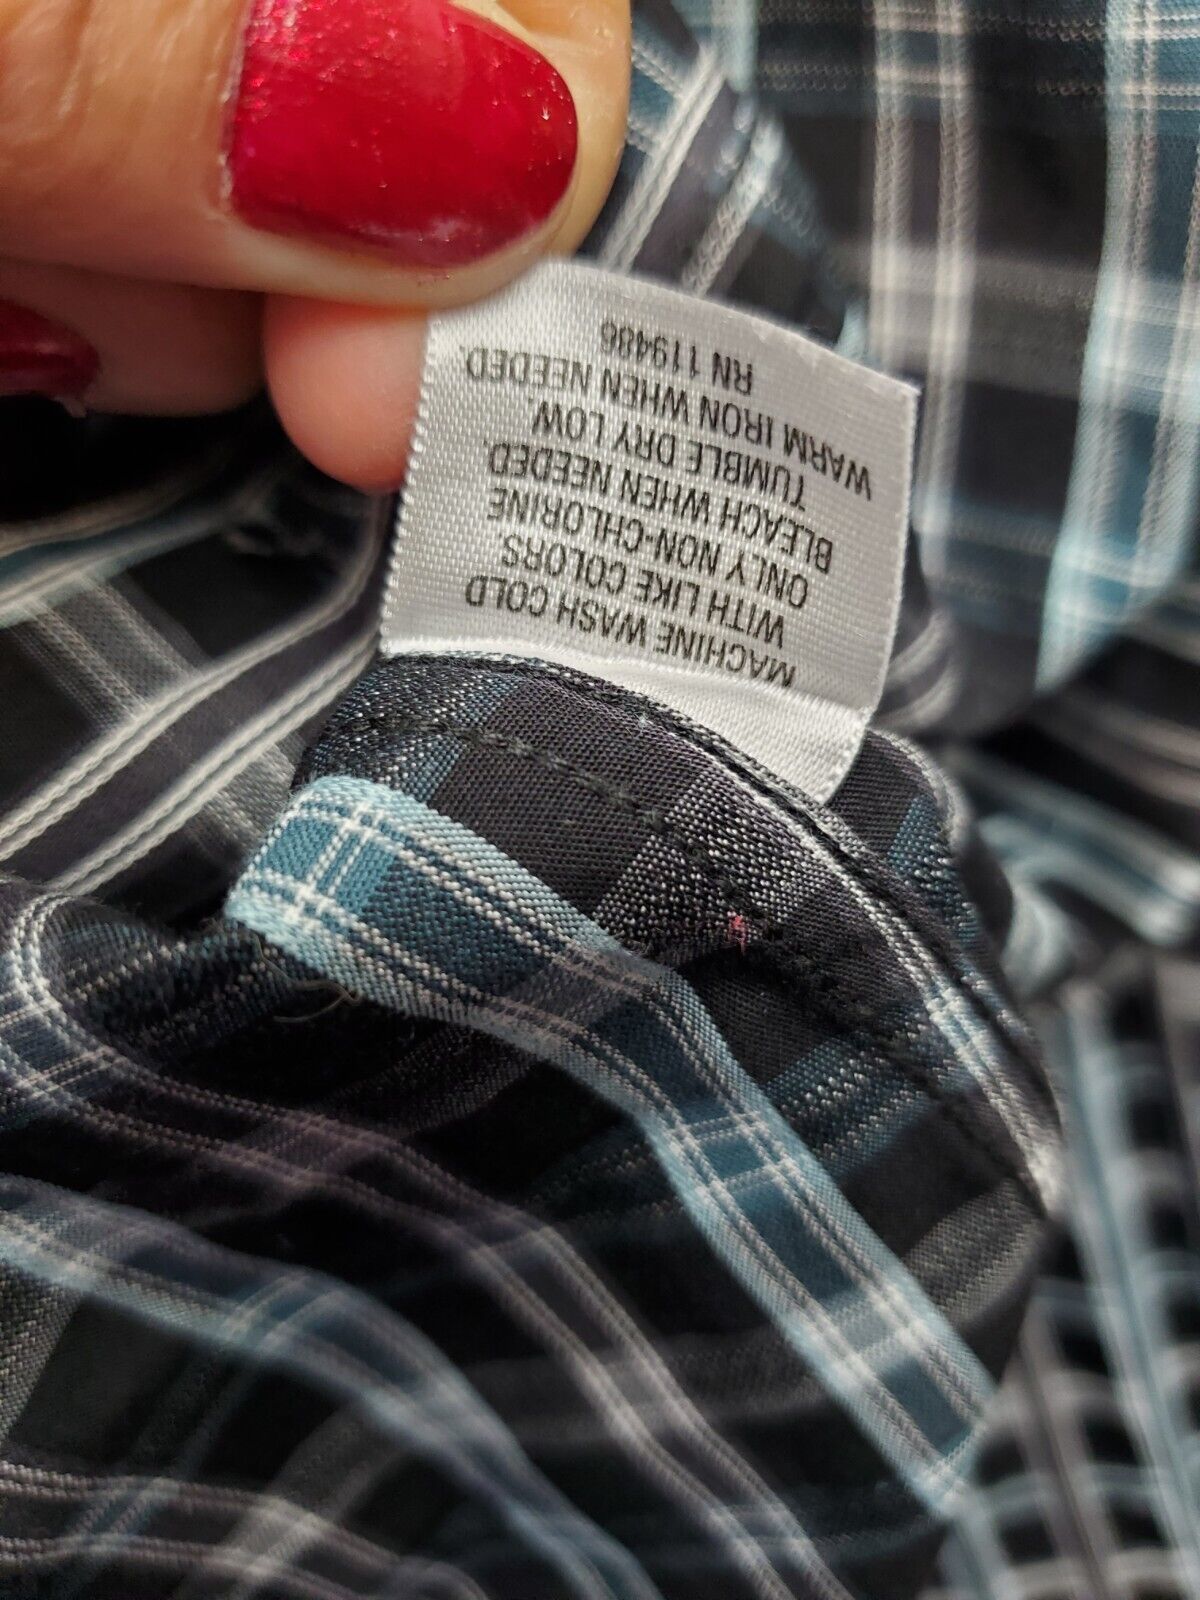 MACHINE WASH COLD
WITH LIKE COLORS
ONLY NON-CHLORINE
BLEACH WHEN NEEDED.
TUMBLE DRY LOW.
WARM IRON WHEN NEEDED.
RN 119486